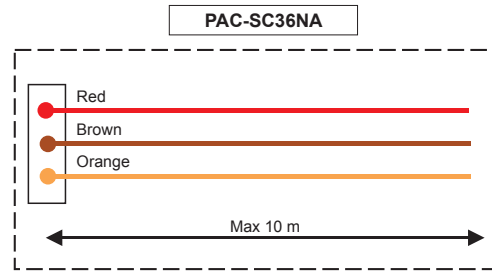 PAC-SC36NA
Red
Brown
Orange
Max 10 m